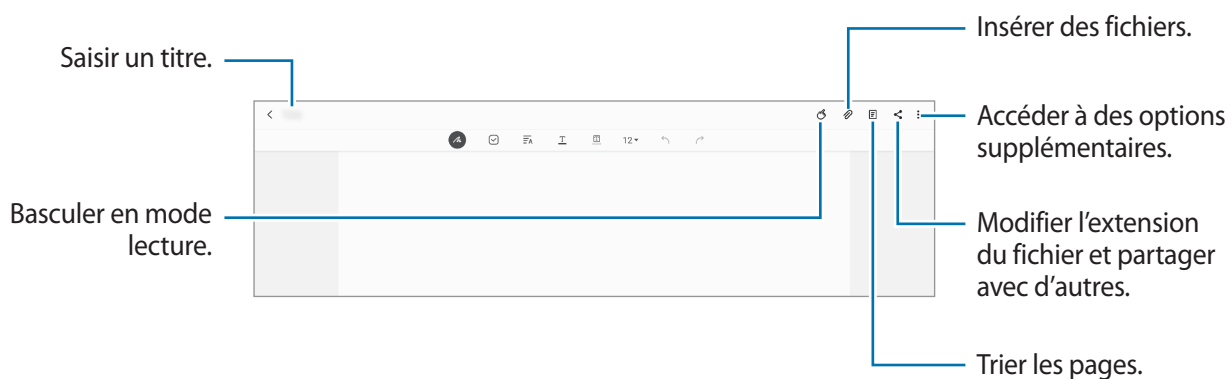 Insérer des fichiers.
Saisir un titre.
Accéder à des options
supplémentaires.
12
Basculer en mode
lecture.
Modifier l’extension
du fichier et partager
avec d’autres.
Trier les pages.